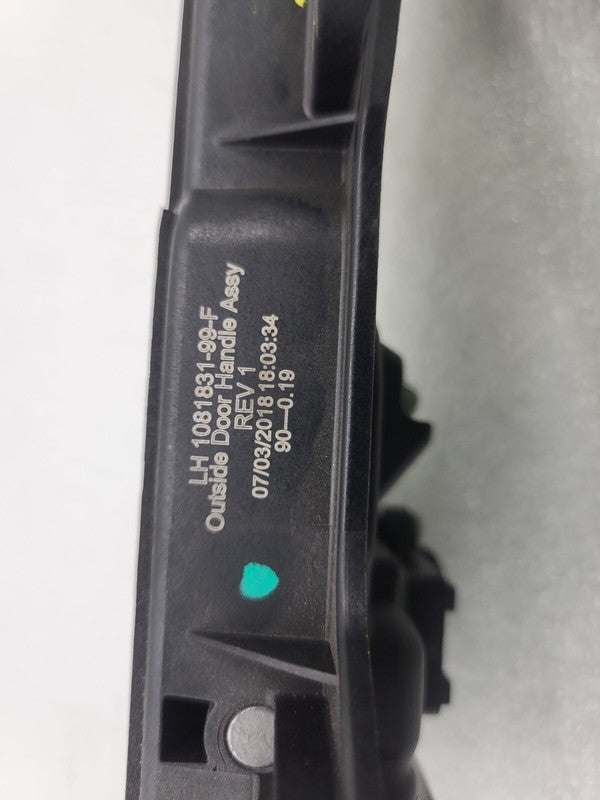 LH 1081831-99-F
Outside Door Handle Assy
REV 1
07/03/2018 18:03:34
90—0.19